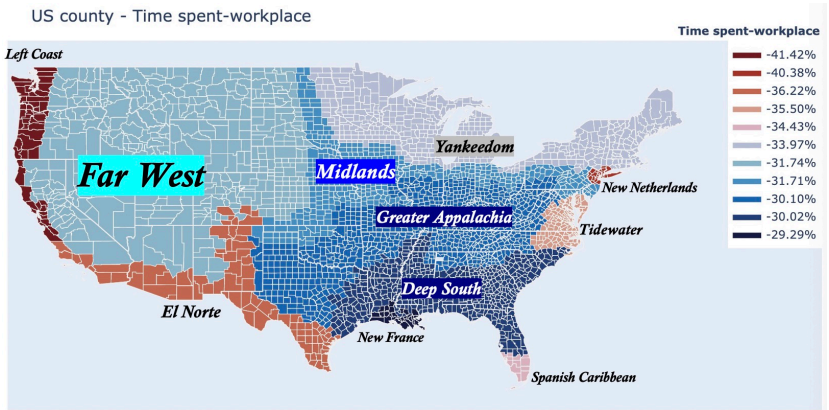 US county - Time spent-workplace
Time spent-workplace
-41.42%
-40.38%
-36.22%
-35.50%
-34.43%
-33.97%
-31.74%
-31.71%
-30.10%
-30.02%
-29.29%
Left Coast
Yankeedom
Far West
Midlands
New Netherlands
Greater Appalachia
Tidewater
Deep South
El Norte
New France
Spanish Caribbean